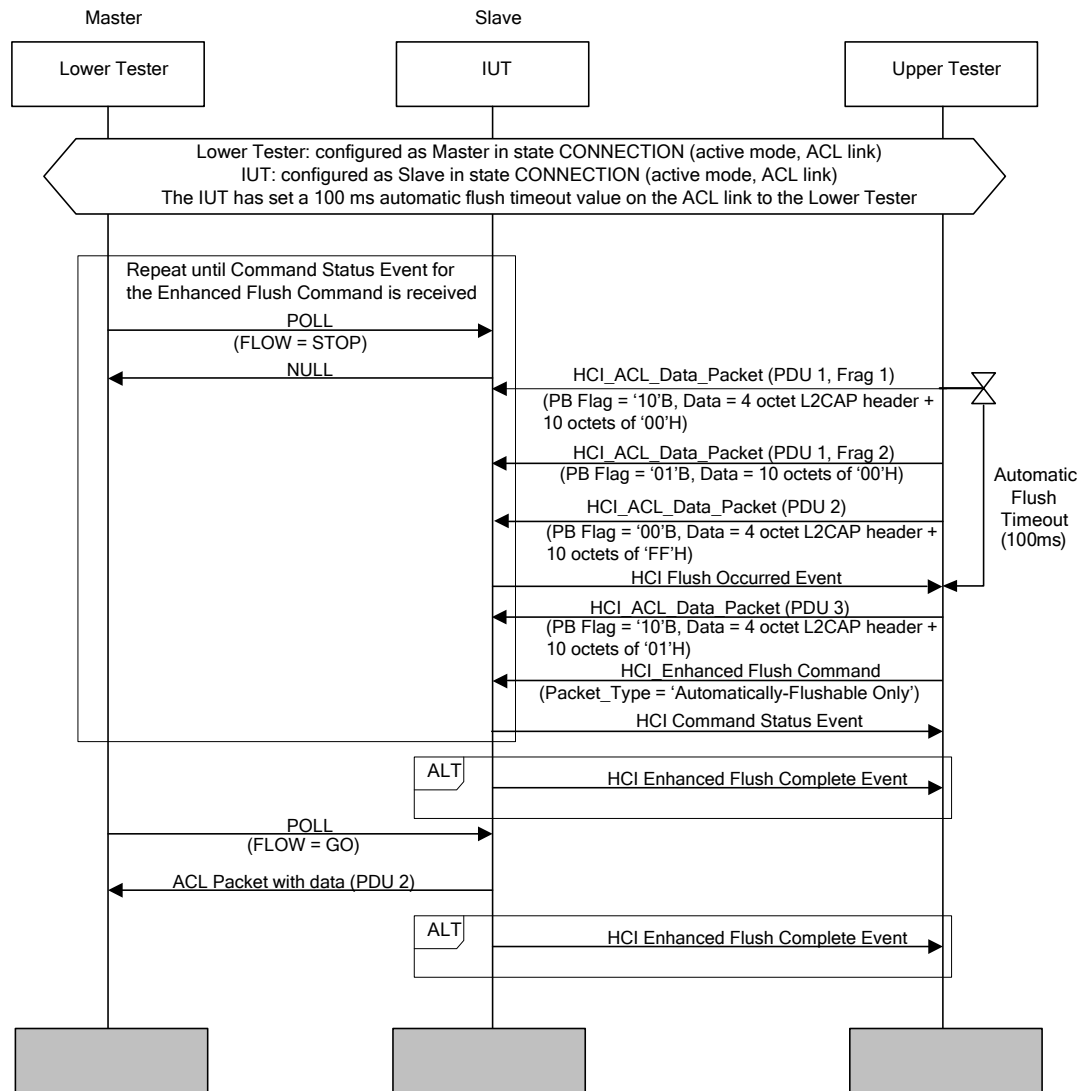 Master
Slave
Lower Tester
IUT
Upper Tester
Lower Tester: configured as Master in state CONNECTION (active mode, ACL link)
IUT: configured as Slave in state CONNECTION (active mode, ACL link)
The IUT has set a 100 ms automatic flush timeout value on the ACL link to the Lower Tester
Repeat until Command Status Event for
the Enhanced Flush Command is received
POLL
(FLOW = STOP)
NULL
HCI_ACL_Data_Packet (PDU 1, Frag 1)
(PB Flag = ‘10’B, Data = 4 octet L2CAP header +
10 octets of ‘00’H)
HCI_ACL_Data_Packet (PDU 1, Frag 2)
(PB Flag = ‘01’B, Data = 10 octets of ‘00’H)
Automatic
Flush
Timeout
(100ms)
HCI_ACL_Data_Packet (PDU 2)
(PB Flag = ‘00’B, Data = 4 octet L2CAP header +
10 octets of ‘FF’H)
HCI Flush Occurred Event
HCI_ACL_Data_Packet (PDU 3)
(PB Flag = ‘10’B, Data = 4 octet L2CAP header +
10 octets of ‘01’H)
HCI_Enhanced Flush Command
(Packet_Type = ‘Automatically-Flushable Only’)
HCI Command Status Event
ALT
HCI Enhanced Flush Complete Event
POLL
(FLOW = GO)
ACL Packet with data (PDU 2)
ALT
HCI Enhanced Flush Complete Event